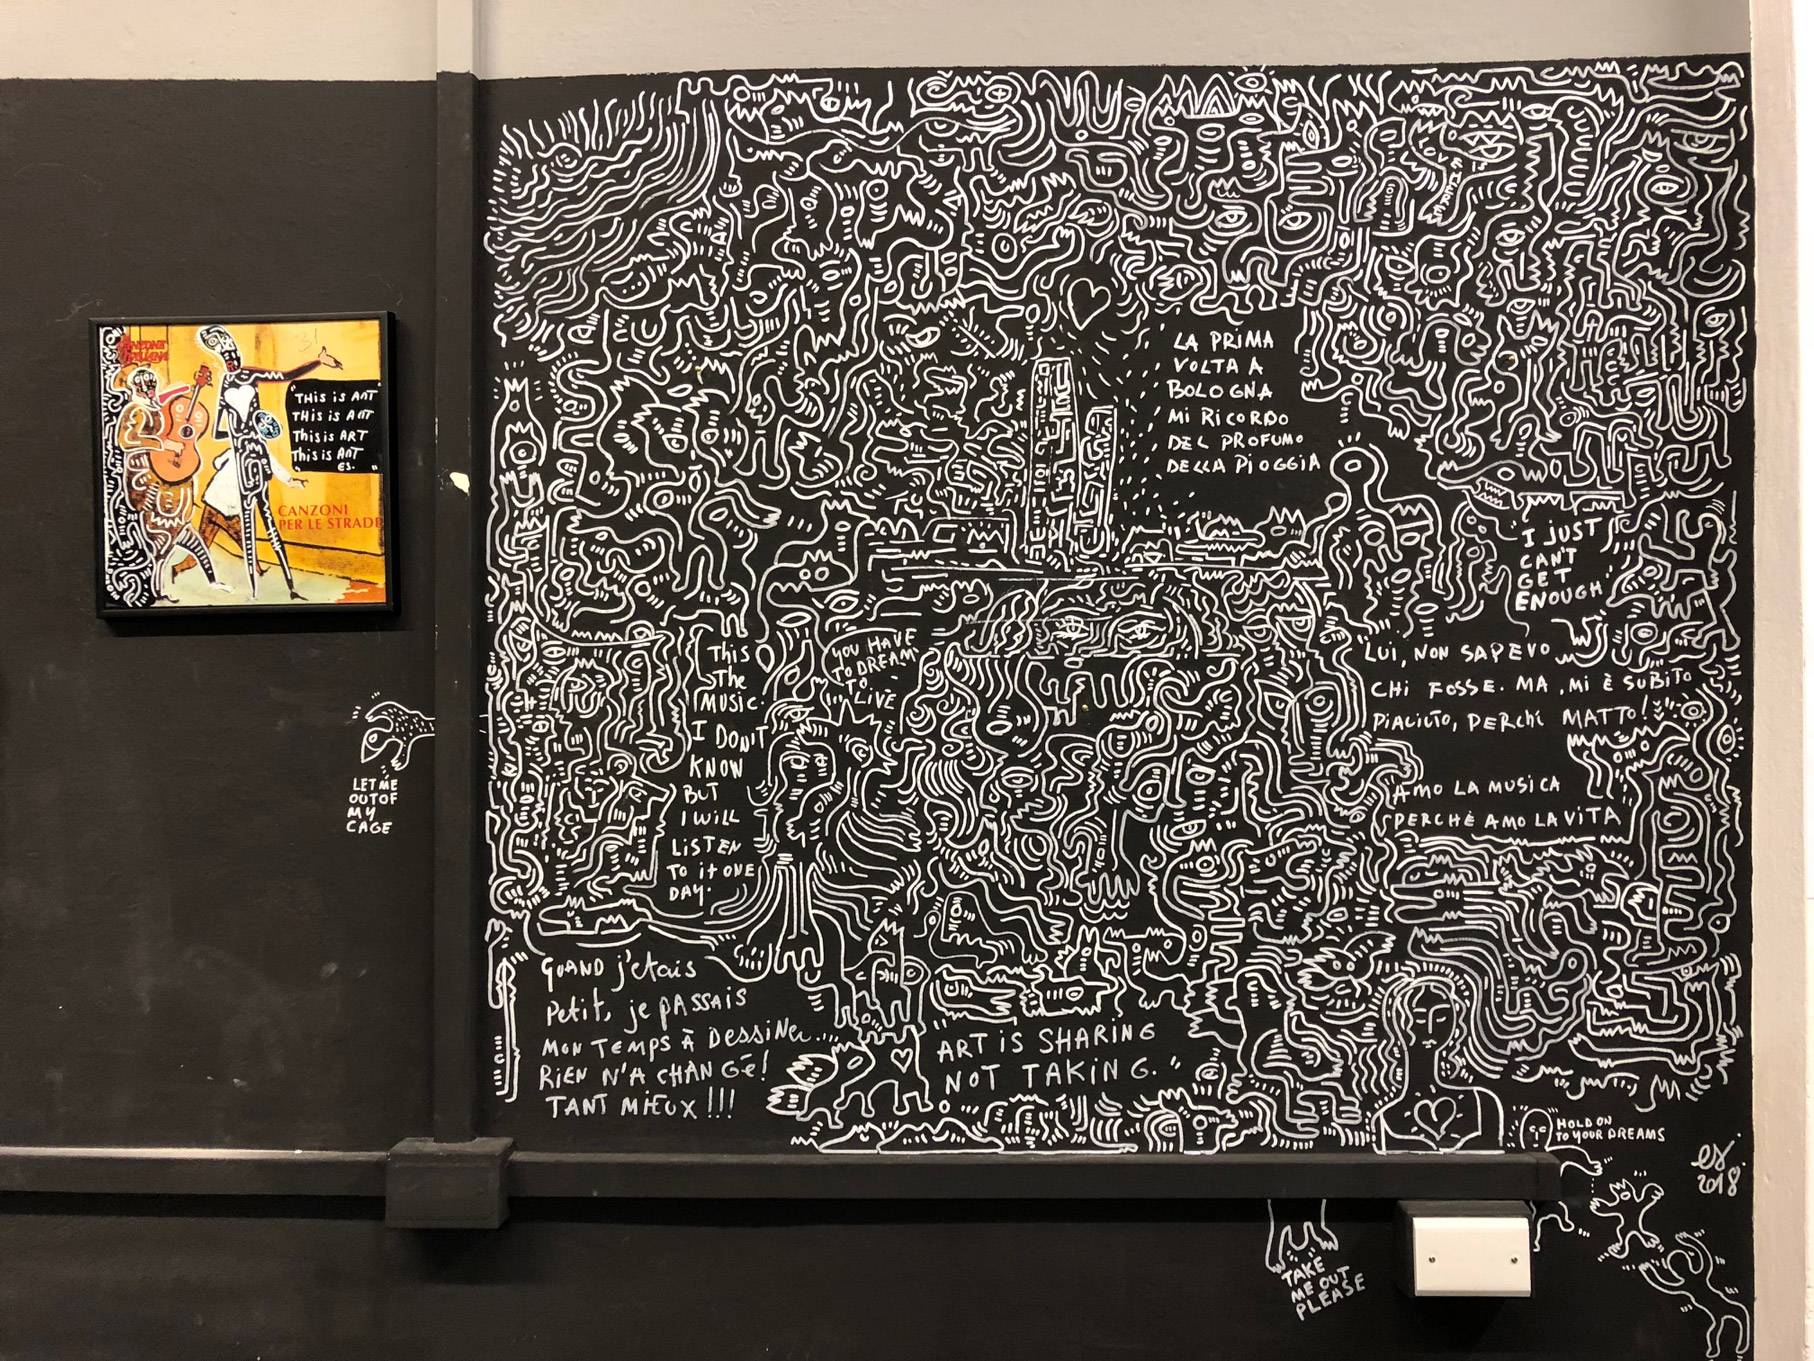 CANZONE
ITALIANA
"THis is ART
THis is ART
This is ART
This is ART
es. "
CANZONI
PER LE STRADE
LET ME
OUT OF
MY
CAGE
LA PRIMA
VOLTA A
BOLOGNA
MI RICORDO
DEL PROFUMO
DELLA PIOGGIA
I JUST
CAN'T
GET
ENOUGH
YOU HAVE
TO DREAM
TO
LIVE
This
The
MUSIC.
I DON'T
KNOW
BUT
I WILL
LISTEN
TO it ONE
DAY.
LUI, NON SAPEVO
CHI FOSSE. MA, MI È SUBITO
PIACIUTO, PERCHÉ MATTO!
AMO LA MUSICA
PERCHÈ AMO LA VITA
QUAND j'etais
Petit, je pAssAis
MON TEMPS À DESSINer...
RIEN N'A CHANGÉ!
TANT MIEUX !!!
ART iS SHARING
NOT TAKING."
HOLD ON
TO YOUR DREAMS
es
2018
TAKE
ME OUT
PLEASE